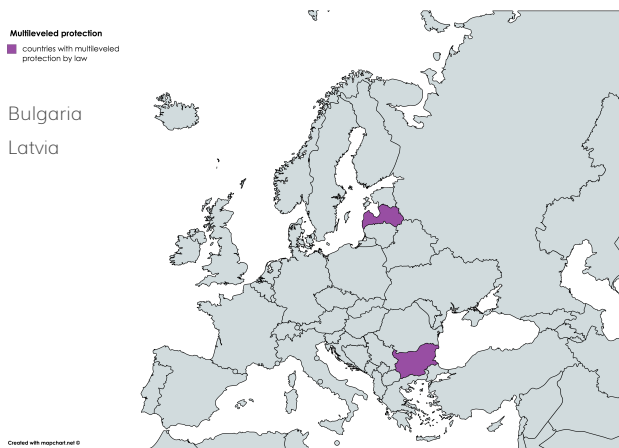 Multileveled protection
countries with multileveled
protection by law
Bulgaria
Latvia
Created with mapchart.net ©